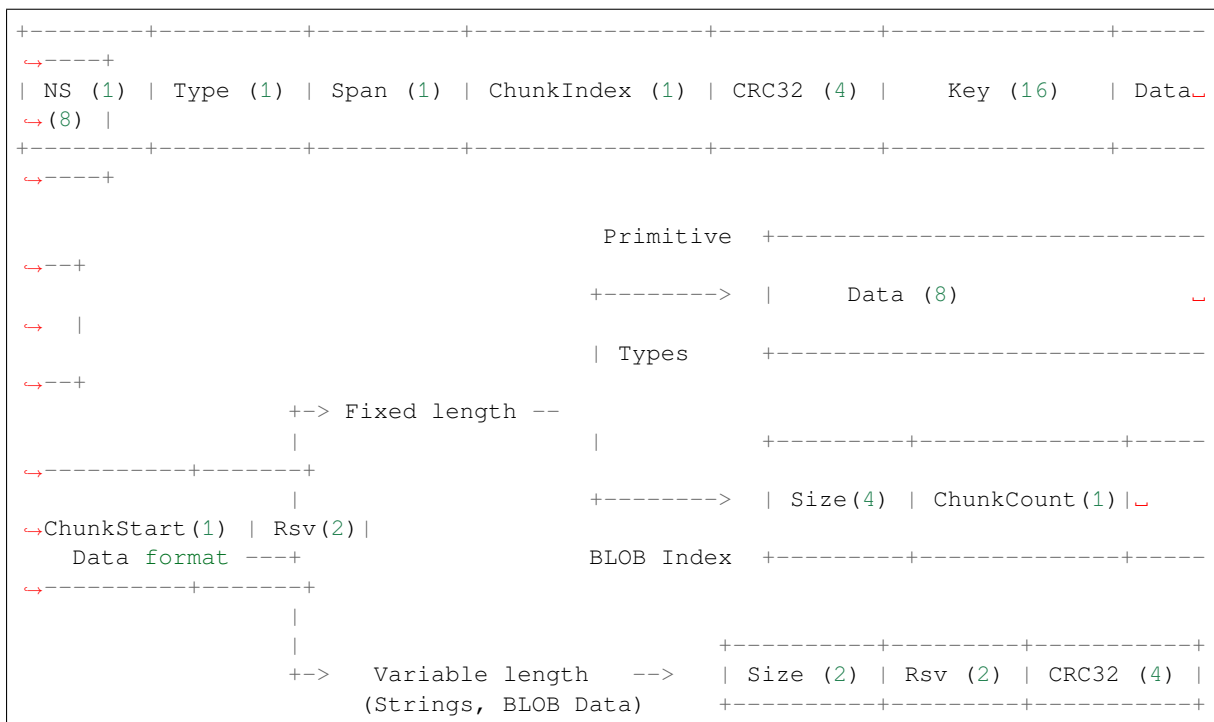 +--------+----------+----------+----------------+-----------+---------------+------
↪----+
| NS (1) | Type (1) | Span (1) | ChunkIndex (1) | CRC32 (4) |    Key (16)   | Data␣
↪(8) |
+--------+----------+----------+----------------+-----------+---------------+------
↪----+
                                         Primitive  +------------------------------
↪--+
                                        +-------->  |     Data (8)                ␣
↪  |
                                        | Types     +------------------------------
↪--+
                   +-> Fixed length --
                   |                    |           +---------+--------------+-----
↪----------+-------+
                   |                    +-------->  | Size(4) | ChunkCount(1)|␣
↪ChunkStart(1) | Rsv(2)|
    Data format ---+                    BLOB Index  +---------+--------------+-----
↪----------+-------+
                   |
                   |                             +----------+---------+-----------+
                   +->   Variable length   -->   | Size (2) | Rsv (2) | CRC32 (4) |
                        (Strings, BLOB Data)     +----------+---------+-----------+